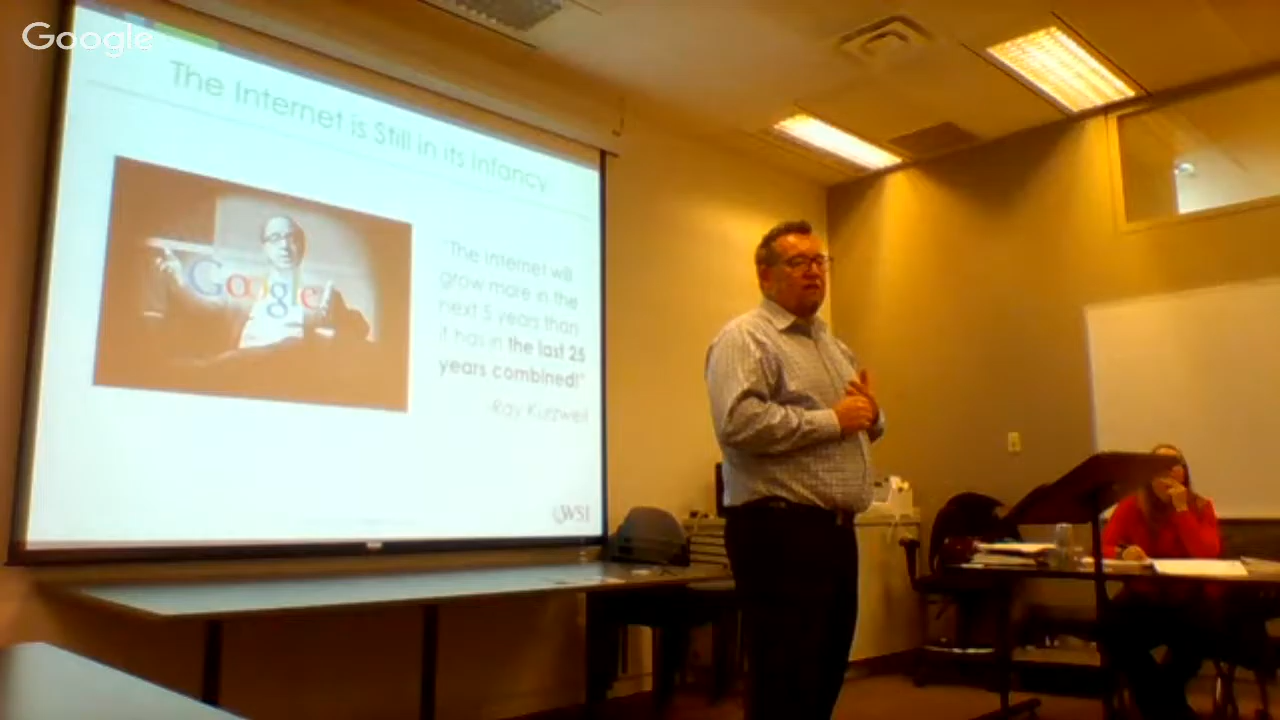 Google
The Internet is Still in its Infancy
Google
"The Internet will
grow more in the
next 5 years than
it has in the last 25
years combined!"
Ray Kurzweil
WSI